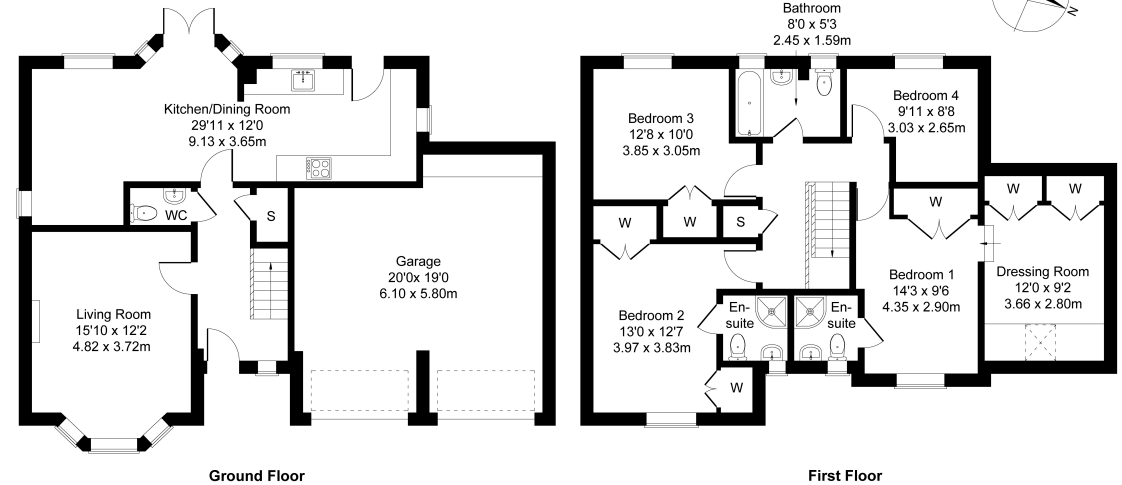 Bathroom
8'0 x 5'3
2.45 x 1.59m
N
Kitchen/Dining Room
29'11 x 12'0
9.13 x 3.65m
WC
S
Garage
20'0x 19'0
6.10 x 5.80m
Living Room
15'10 x 12'2
4.82 x 3.72m
Ground Floor
Bedroom 3
12'8 x 10'0
3.85 x 3.05m
Bedroom 4
9'11 x 8'8
3.03 x 2.65m
W
W
S
W
W
W
Bedroom 1
14'3 x 9'6
4.35 x 2.90m
Dressing Room
12'0 x 9'2
3.66 x 2.80m
Bedroom 2
13'0 x 12'7
3.97 x 3.83m
En-
suite
En-
suite
W
First Floor